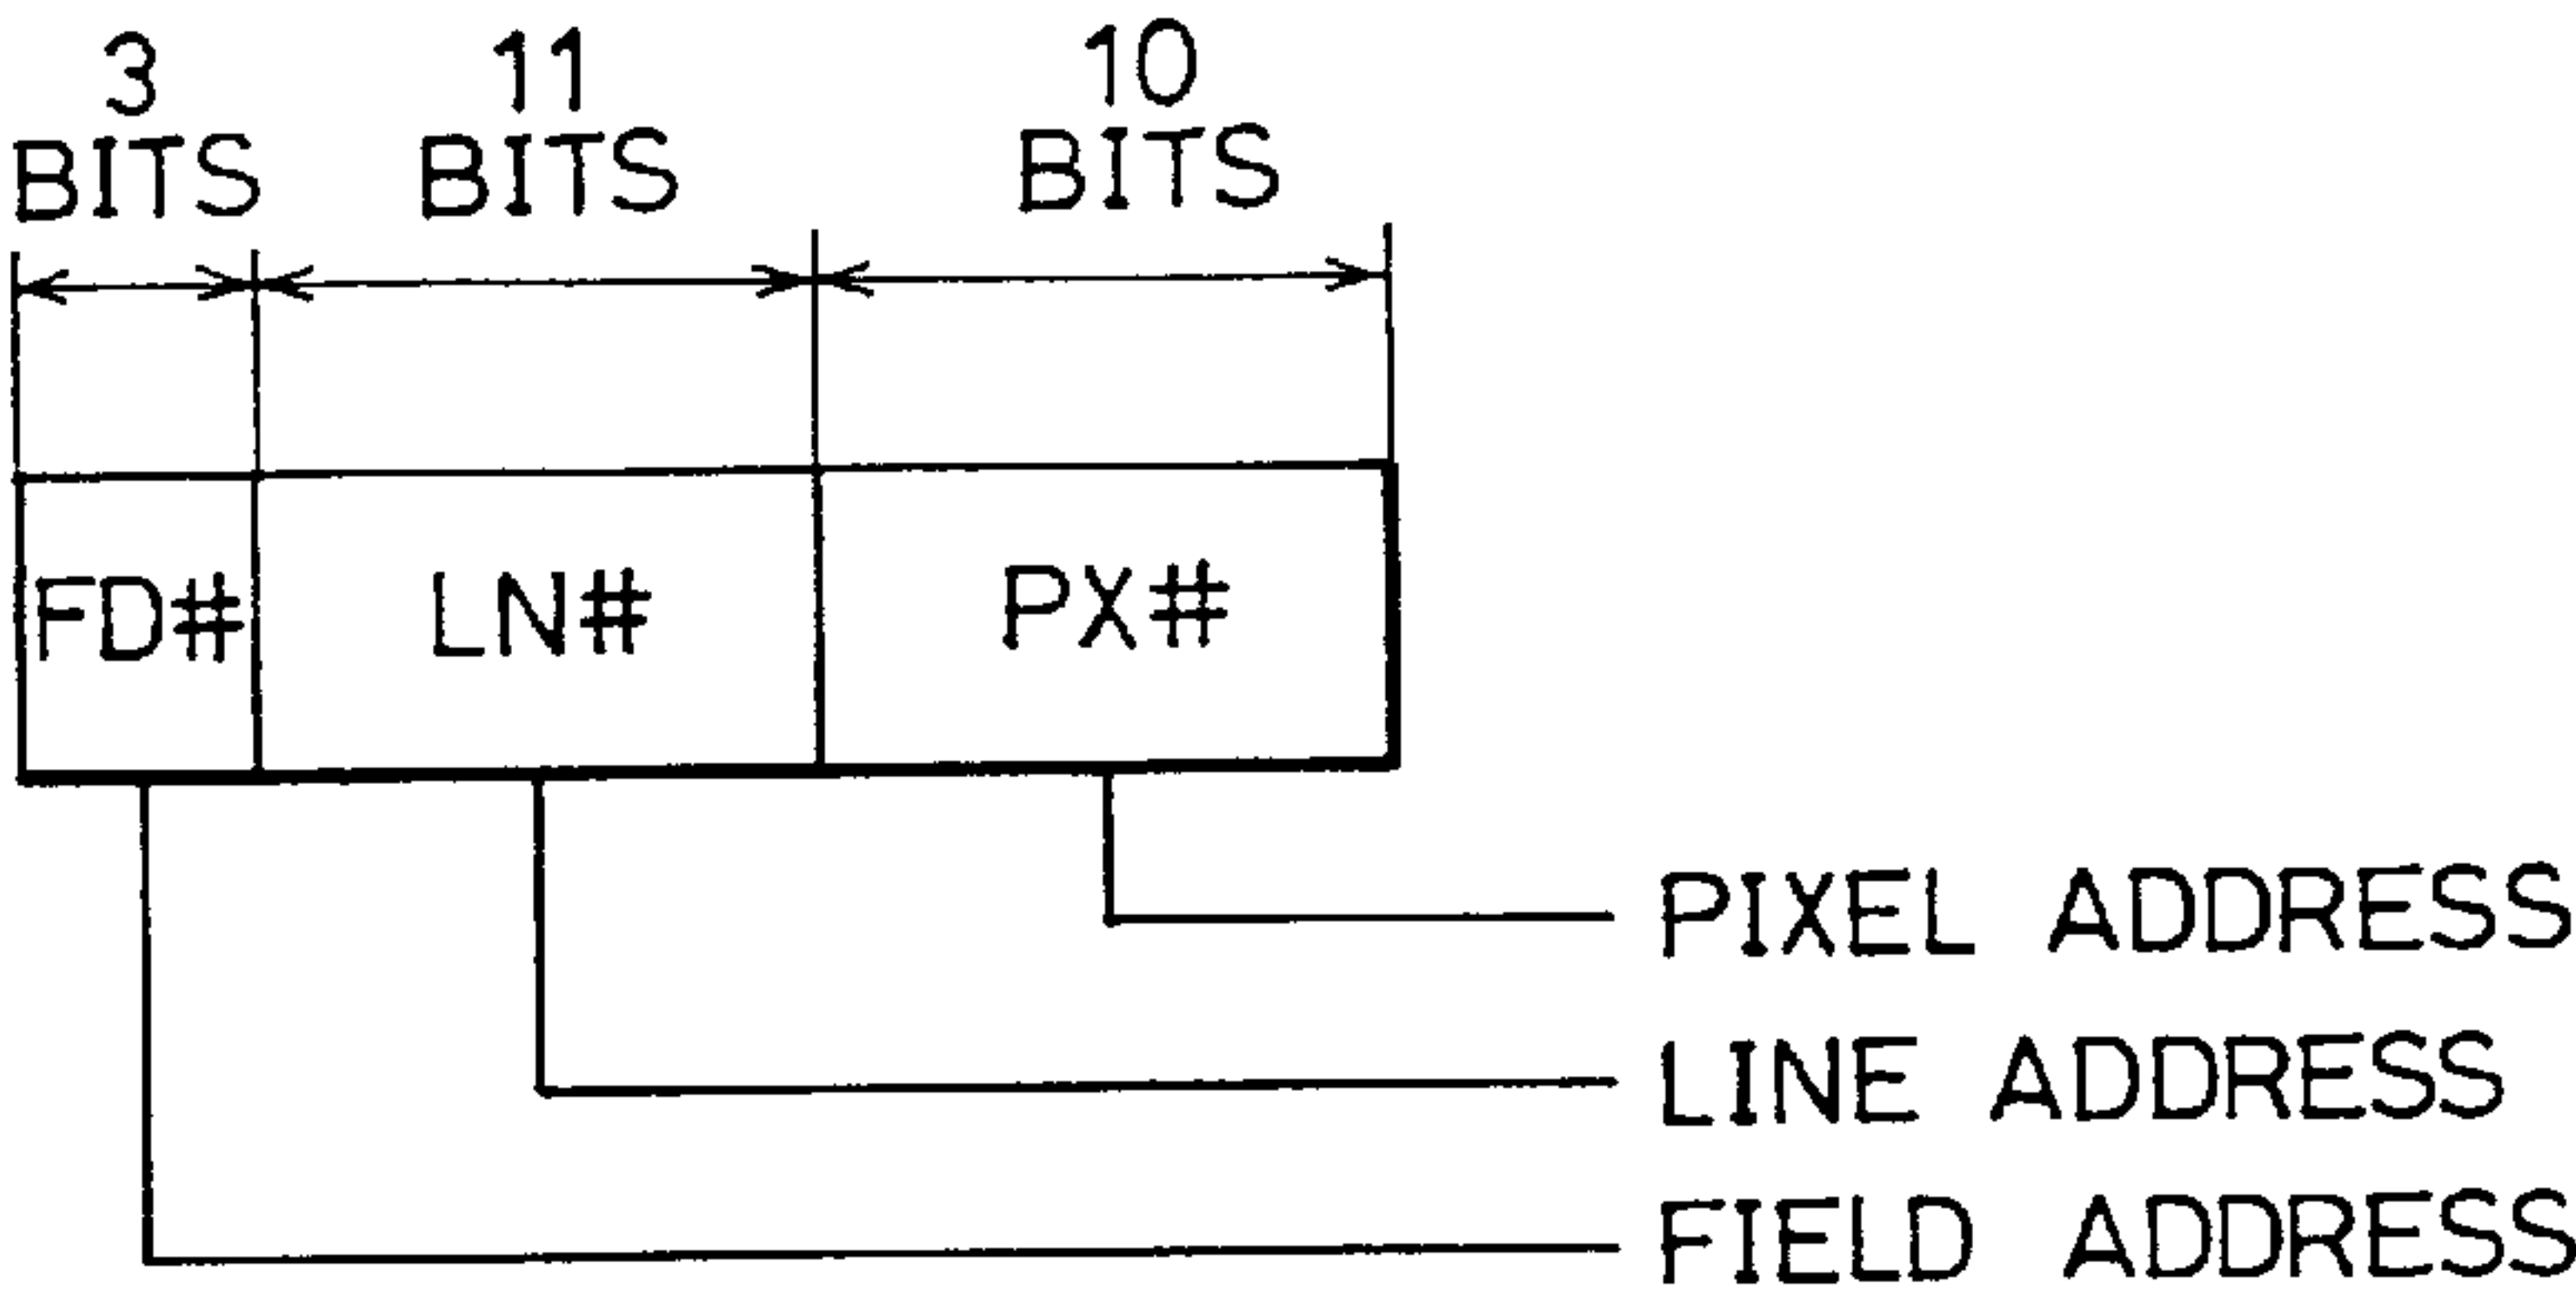 3 11 10
BITS BITS BITS
FD# LN# PX#
PIXEL ADDRESS
LINE ADDRESS
FIELD ADDRESS